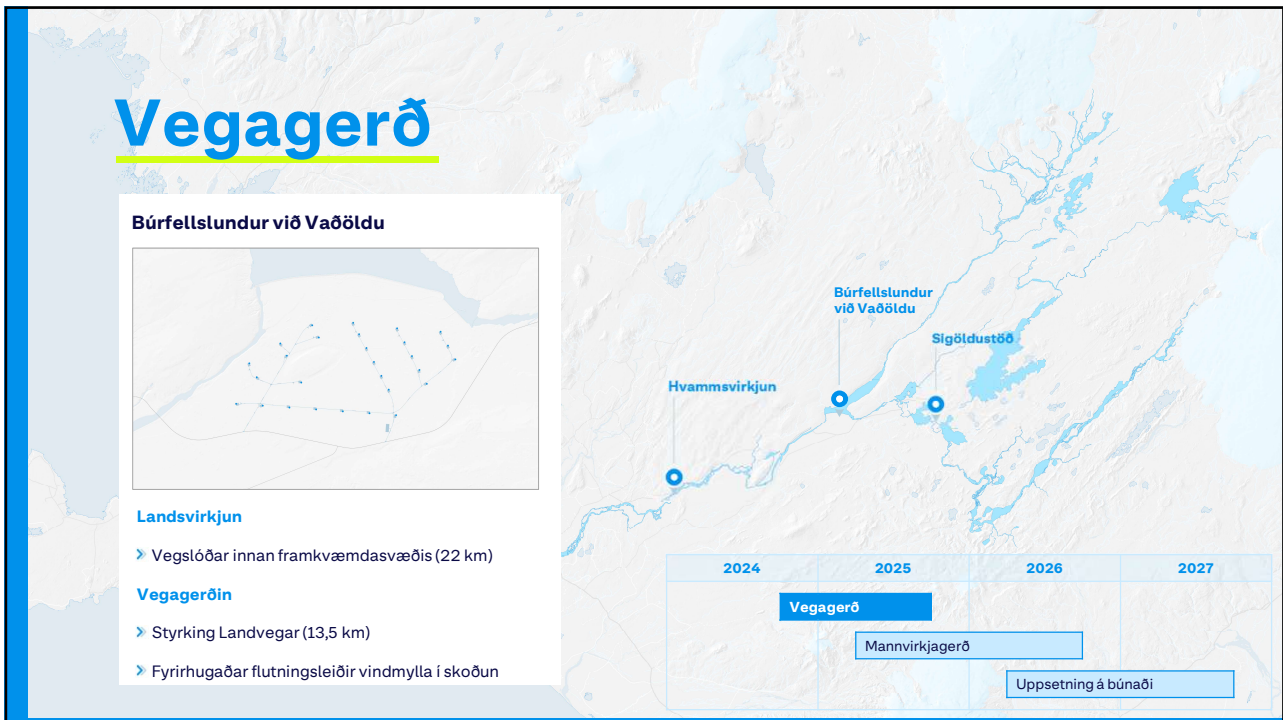 Vegagerð
Búrfellslundur við Vaðöldu
Landsvirkjun
Vegslóðar innan framkvæmdasvæðis (22 km)
Vegagerðin
Styrking Landvegar (13,5 km)
Fyrirhugaðar flutningsleiðir vindmylla í skoðun
Búrfellslundur
við Vaðöldu
Sigöldustöð
Hvammsvirkjun
2024 2025 2026 2027
Vegagerð
Mannvirkjagerð
Uppsetning á búnaði